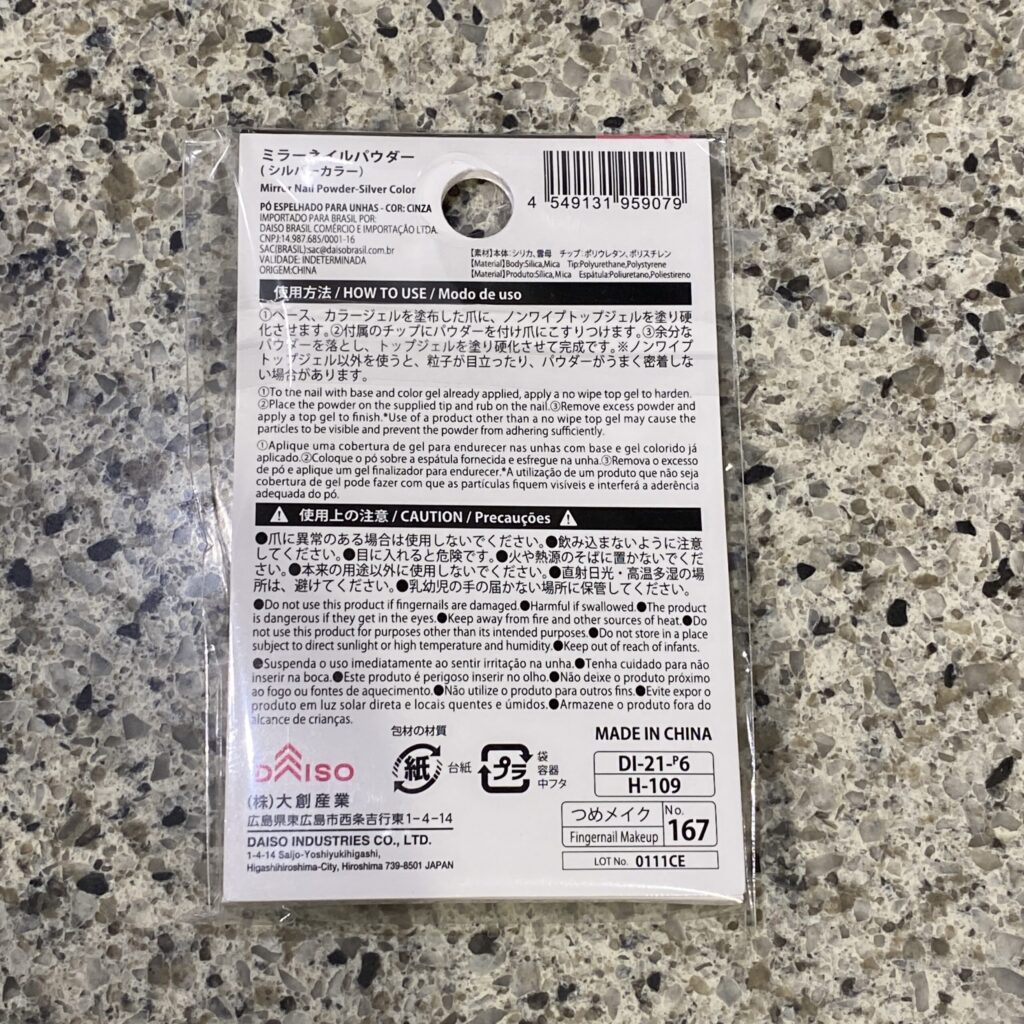 ミラーネイルパウダー
(シルバーカラー)
Mirror Nail Powder-Silver Color
PÓ ESPELHADO PARA UNHAS - COR: CINZA
IMPORTADO PARA BRASIL POR:
DAISO BRASIL COMÉRCIO E IMPORTAÇÃO LTDA.
CNPJ:14.987.685/0001-16
SAC(BRASIL):sac@daisobrasil.com.br
VALIDADE: INDETERMINADA
ORIGEM:CHINA
4 549131 959079
【素材】本体:シリカ、雲母 チップ:ポリウレタン、ポリスチレン
【Material】Body:Silica,Mica Tip:Polyurethane,Polystyrene
【Material】Produto:Silica,Mica Espátula:Poliuretano,Poliestireno
使用方法 / HOW TO USE / Modo de uso
①ベース、カラージェルを塗布した爪に、ノンワイプトップジェルを塗り硬
化させます。②付属のチップにパウダーを付け爪にこすりつけます。③余分な
パウダーを落とし、トップジェルを塗り硬化させて完成です。※ノンワイプ
トップジェル以外を使うと、粒子が目立ったり、パウダーがうまく密着しな
い場合があります。
①To the nail with base and color gel already applied, apply a no wipe top gel to harden.
②Place the powder on the supplied tip and rub on the nail.③Remove excess powder and
apply a top gel to finish.*Use of a product other than a no wipe top gel may cause the
particles to be visible and prevent the powder from adhering sufficiently.
①Aplique uma cobertura de gel para endurecer nas unhas com base e gel colorido já
aplicado.②Coloque o pó sobre a espátula fornecida e esfregue na unha.③Remova o excesso
de pó e aplique um gel finalizador para endurecer.*A utilização de um produto que não seja
cobertura de gel pode fazer com que as particulas fiquem visíveis e interferá a aderência
adequada do pó.
使用上の注意 / CAUTION / Precauções
●爪に異常のある場合は使用しないでください。●飲み込まないように注意
してください。●目に入れると危険です。●火や熱源のそばに置かないでくだ
さい。●本来の用途以外に使用しないでください。●直射日光・高温多湿の場
所は、避けてください。●乳幼児の手の届かない場所に保管してください。
●Do not use this product if fingernails are damaged.●Harmful if swallowed.●The product
is dangerous if they get in the eyes.●Keep away from fire and other sources of heat.●Do
not use this product for purposes other than its intended purposes.●Do not store in a place
subject to direct sunlight or high temperature and humidity.●Keep out of reach of infants.
●Suspenda o uso imediatamente ao sentir irritação na unha.●Tenha cuidado para não
inserir na boca.●Este produto é perigoso inserir no olho.●Não deixe o produto próximo
ao fogo ou fontes de aquecimento.●Não utilize o produto para outros fins.●Evite expor o
produto em luz solar direta e locais quentes e úmidos.●Armazene o produto fora do
alcance de crianças.
包材の材質
紙 台紙
プラ 袋
容器
中フタ
MADE IN CHINA
DI-21-P6
H-109
つめメイク
Fingernail Makeup
No.
167
LOT No. 0111CE
DAISO
(株)大創産業
広島県東広島市西条吉行東1-4-14
DAISO INDUSTRIES CO., LTD.
1-4-14 Saijo-Yoshiyukihigashi,
Higashihiroshima-City, Hiroshima 739-8501 JAPAN